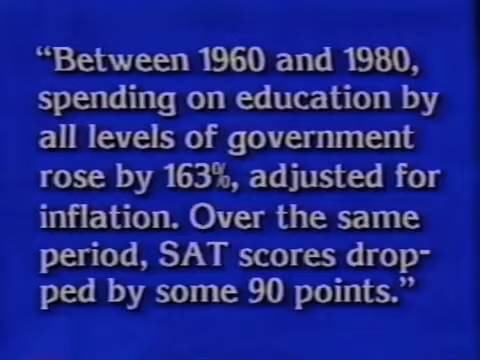 “Between 1960 and 1980,
spending on education by
all levels of government
rose by 163%, adjusted for
inflation. Over the same
period, SAT scores drop-
ped by some 90 points.”